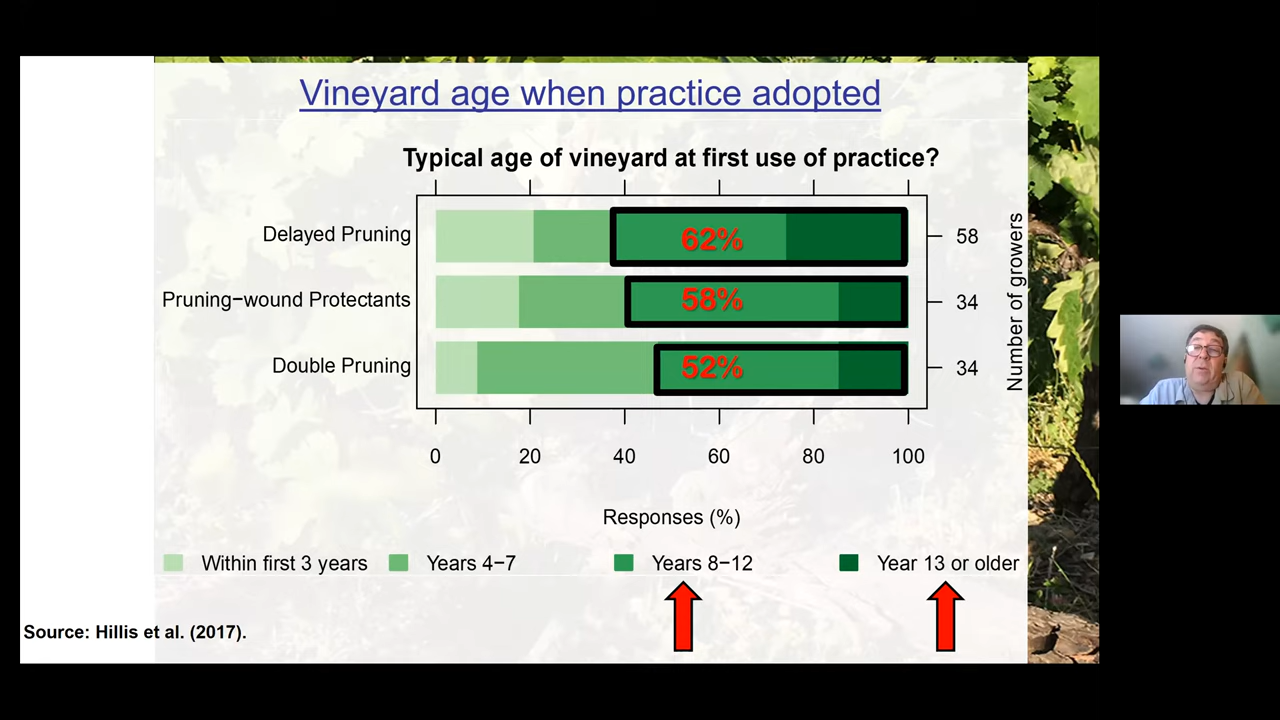 Vineyard age when practice adopted
Typical age of vineyard at first use of practice?
Delayed Pruning
62%
58
Pruning−wound Protectants
58%
34
Double Pruning
52%
34
Number of growers
0 20 40 60 80 100
Responses (%)
Within first 3 years Years 4−7 Years 8−12 Year 13 or older
Source: Hillis et al. (2017).